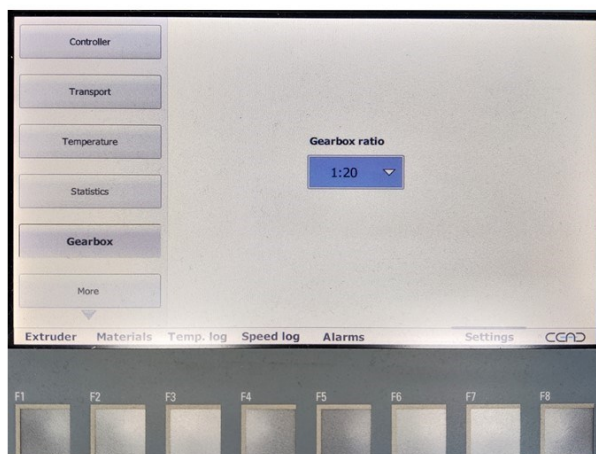 Controller
Transport
Temperature
Statistics
Gearbox
More
Gearbox ratio
1:20
Extruder Materials Temp. log Speed log Alarms Settings CEAD
F1 F2 F3 F4 F5 F6 F7 F8